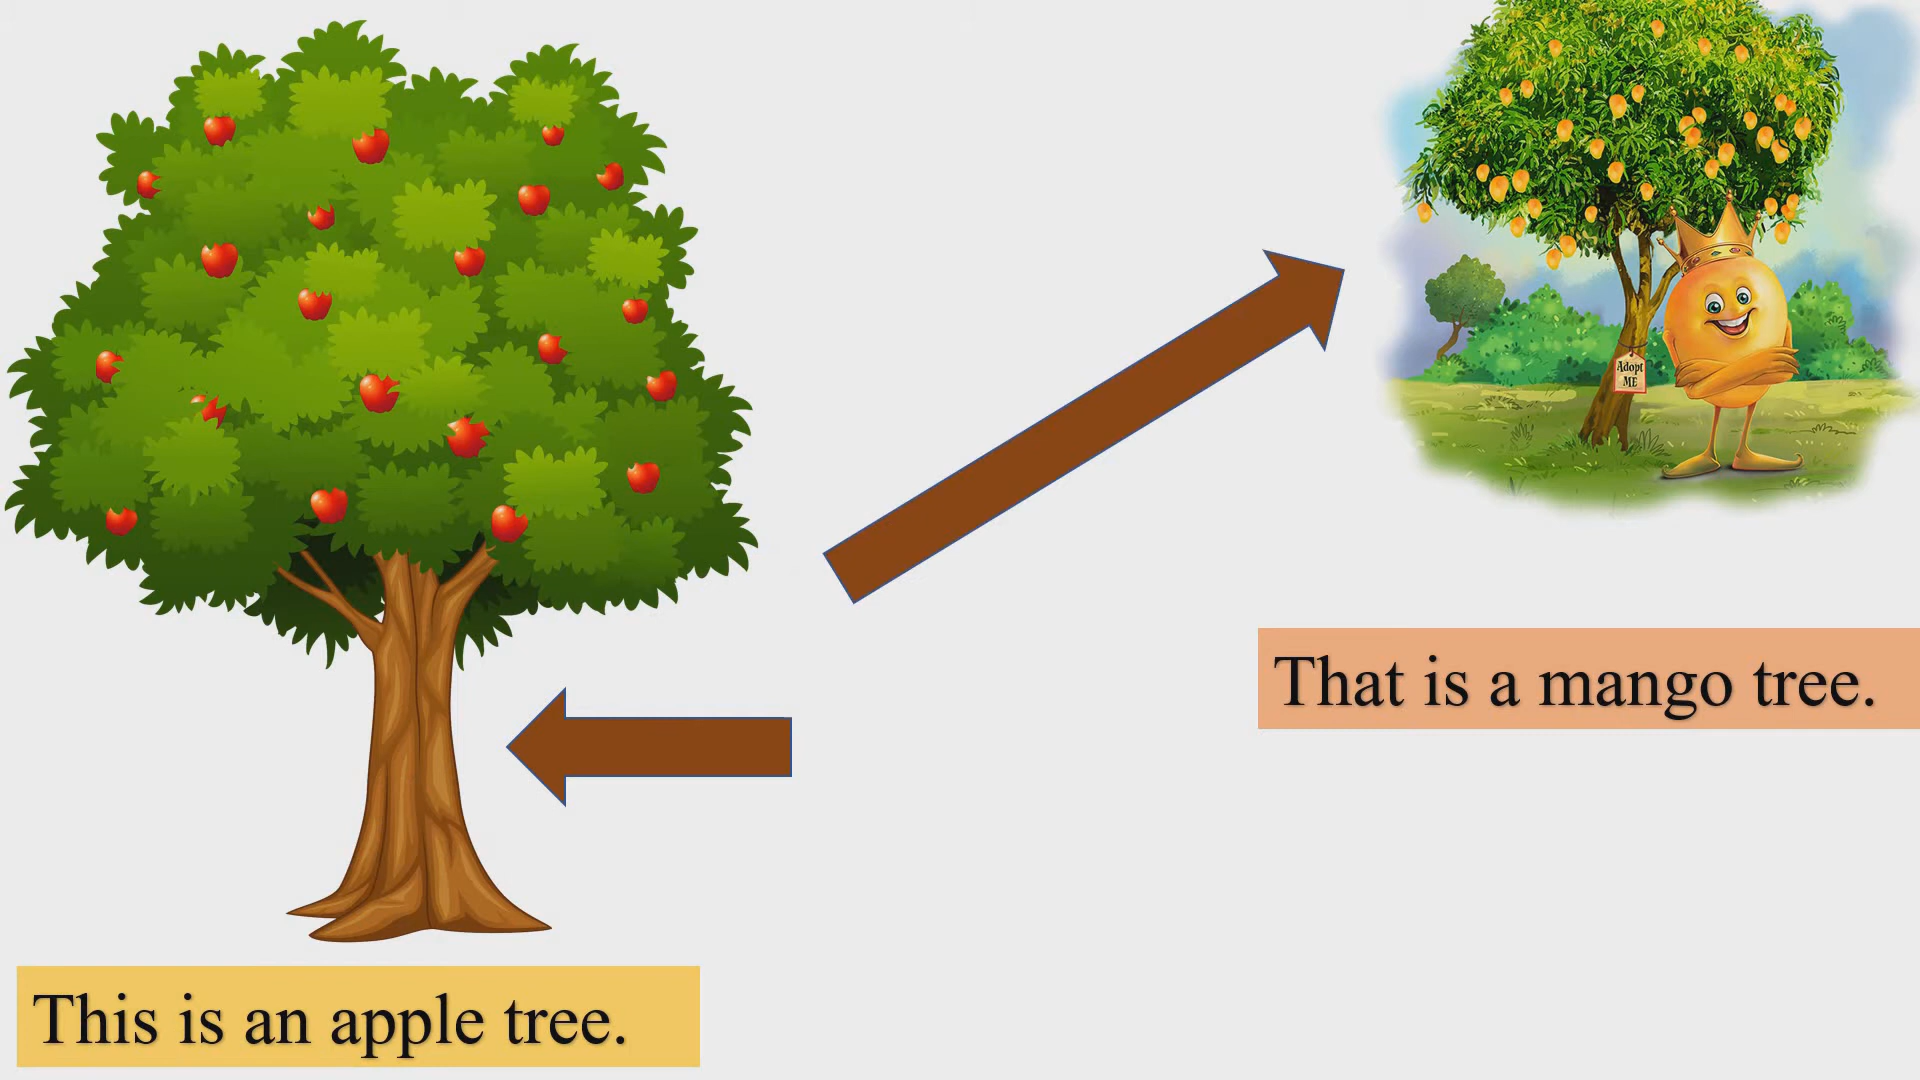 Adopt
ME
That is a mango tree.
This is an apple tree.